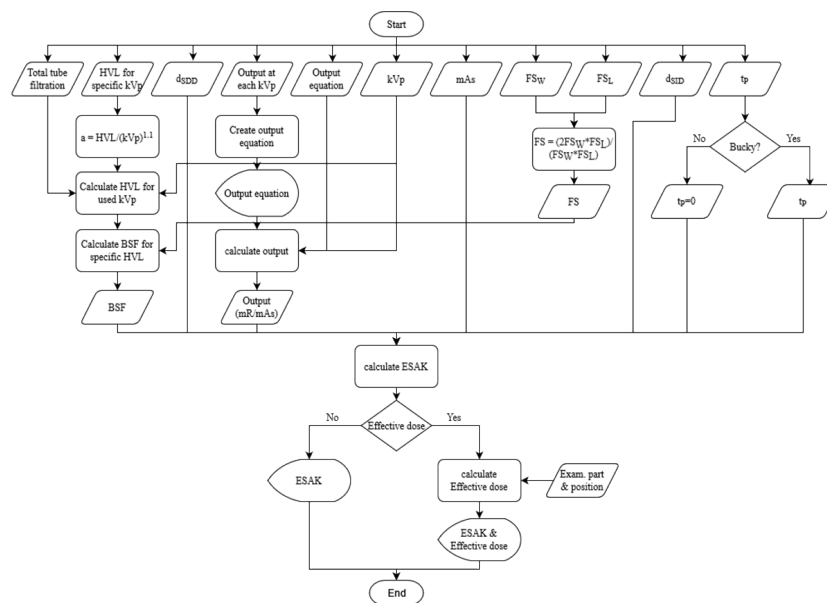 Start
Total tube
filtration
HVL for
specific kVp
dSDD
Output at
each kVp
Output
equation
kVp
mAs
FSW
FSL
dSID
tp
a = HVL/(kVp)1.1
Create output
equation
FS = (2FSW*FSL)/
(FSW*FSL)
No
Bucky?
Yes
Calculate HVL for
used kVp
Output equation
FS
tp=0
tp
Calculate BSF for
specific HVL
calculate output
BSF
Output
(mR/mAs)
calculate ESAK
No
Effective dose
Yes
ESAK
calculate
Effective dose
Exam. part
& position
ESAK &
Effective dose
End